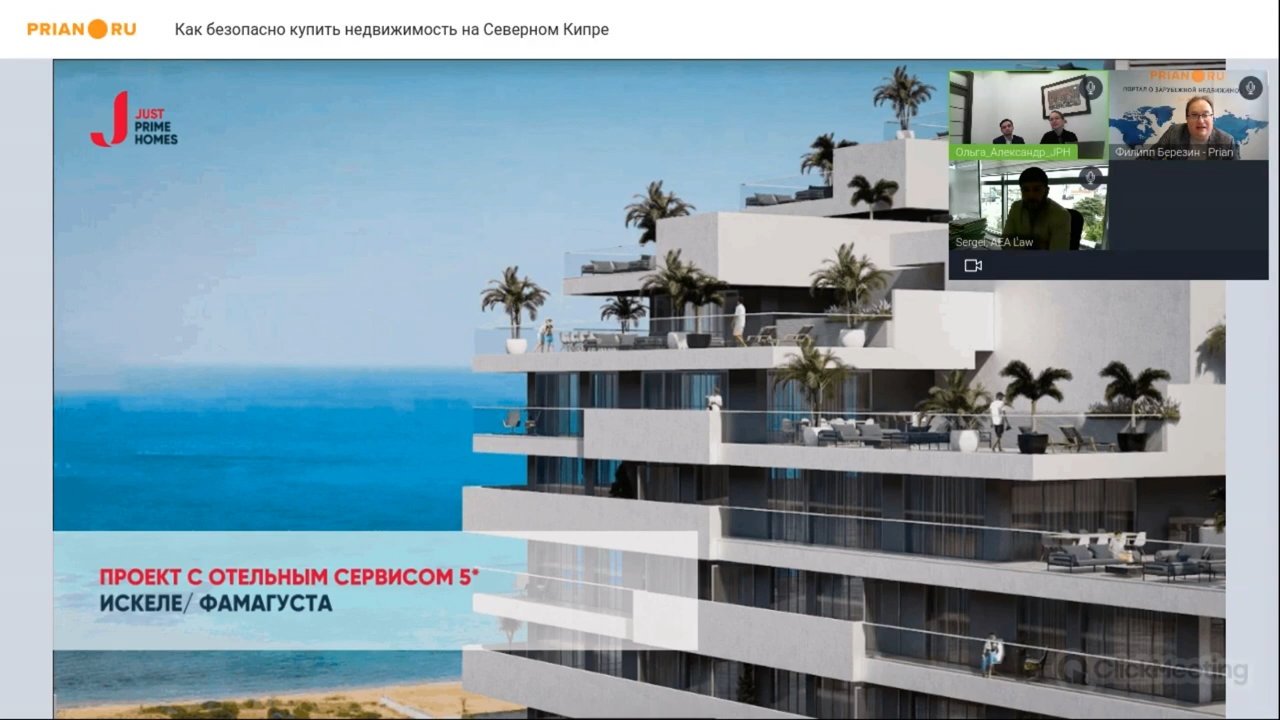 PRIAN RU
Как безопасно купить недвижимость на Северном Кипре
JUST
PRIME
HOMES
PRIAN RU
ПОРТАЛ О ЗАРУБЕЖНОЙ НЕДВИЖИМО
Ольга_Александр_JPH
Филипп Березин - Prian
Sergei, AEA Law
ПРОЕКТ С ОТЕЛЬНЫМ СЕРВИСОМ 5*
ИСКЕЛЕ/ ФАМАГУСТА
ClickMeeting